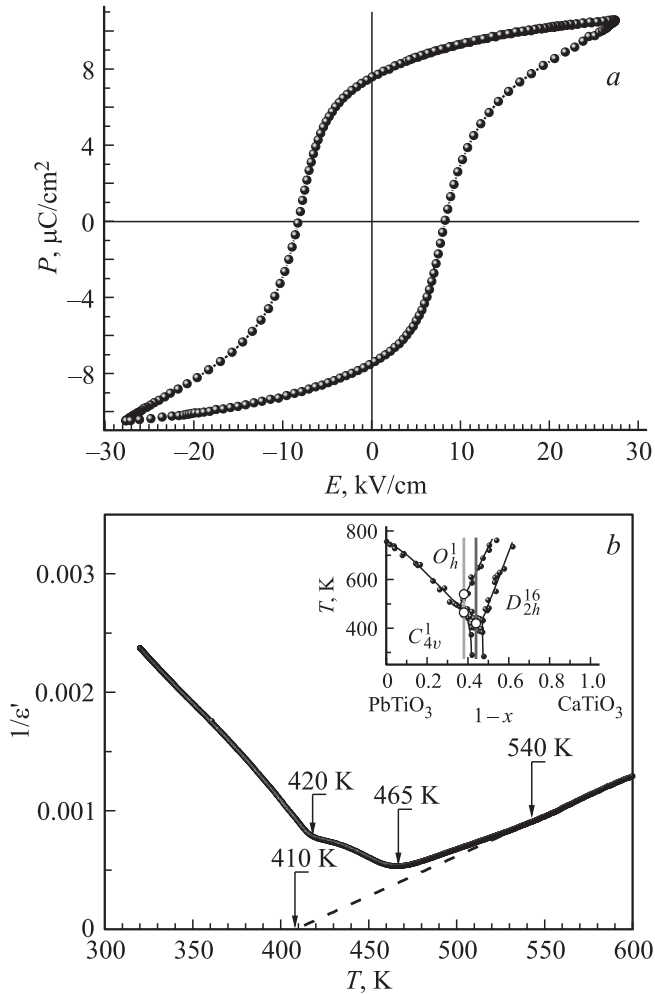 a
8
4
0
−4
−8
P, μC/cm²
−30 −20 −10 0 10 20 30
E, kV/cm
b
0.003
0.002
0.001
0
1/ε'
800
600
400
T, K
O¹ₕ
D¹⁶₂ₕ
C¹₄ᵥ
0 0.2 0.4 0.6 0.8 1.0
PbTiO₃ CaTiO₃
1−x
540 K
420 K
465 K
410 K
300 350 400 450 500 550 600
T, K